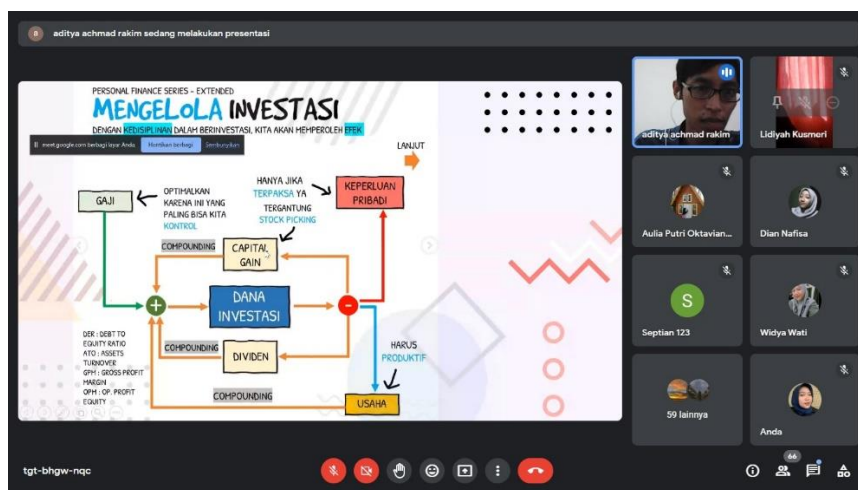 aditya achmad rakim sedang melakukan presentasi
PERSONAL FINANCE SERIES - EXTENDED
MENGELOLA INVESTASI
DENGAN KEDISIPLINAN DALAM BERINVESTASI, KITA AKAN MEMPEROLEH EFEK
meet.google.com berbagi layar Anda
Hentikan berbagi
Sembunyikan
LANJUT
GAJI
OPTIMALKAN
KARENA INI YANG
PALING BISA KITA
KONTROL
HANYA JIKA
TERPAKSA YA
TERGANTUNG
STOCK PICKING
KEPERLUAN
PRIBADI
COMPOUNDING
CAPITAL
GAIN
+
DANA
INVESTASI
-
COMPOUNDING
DIVIDEN
HARUS
PRODUKTIF
DER : DEBT TO
EQUITY RATIO
ATO : ASSETS
TURNOVER
GPM : GROSS PROFIT
MARGIN
OPM : OP. PROFIT
EQUITY
COMPOUNDING
USAHA
aditya achmad rakim
Lidiyah Kusmeri
Aulia Putri Oktavian...
Dian Nafisa
S
Septian 123
Widya Wati
59 lainnya
Anda
tgt-bhgw-nqc
66